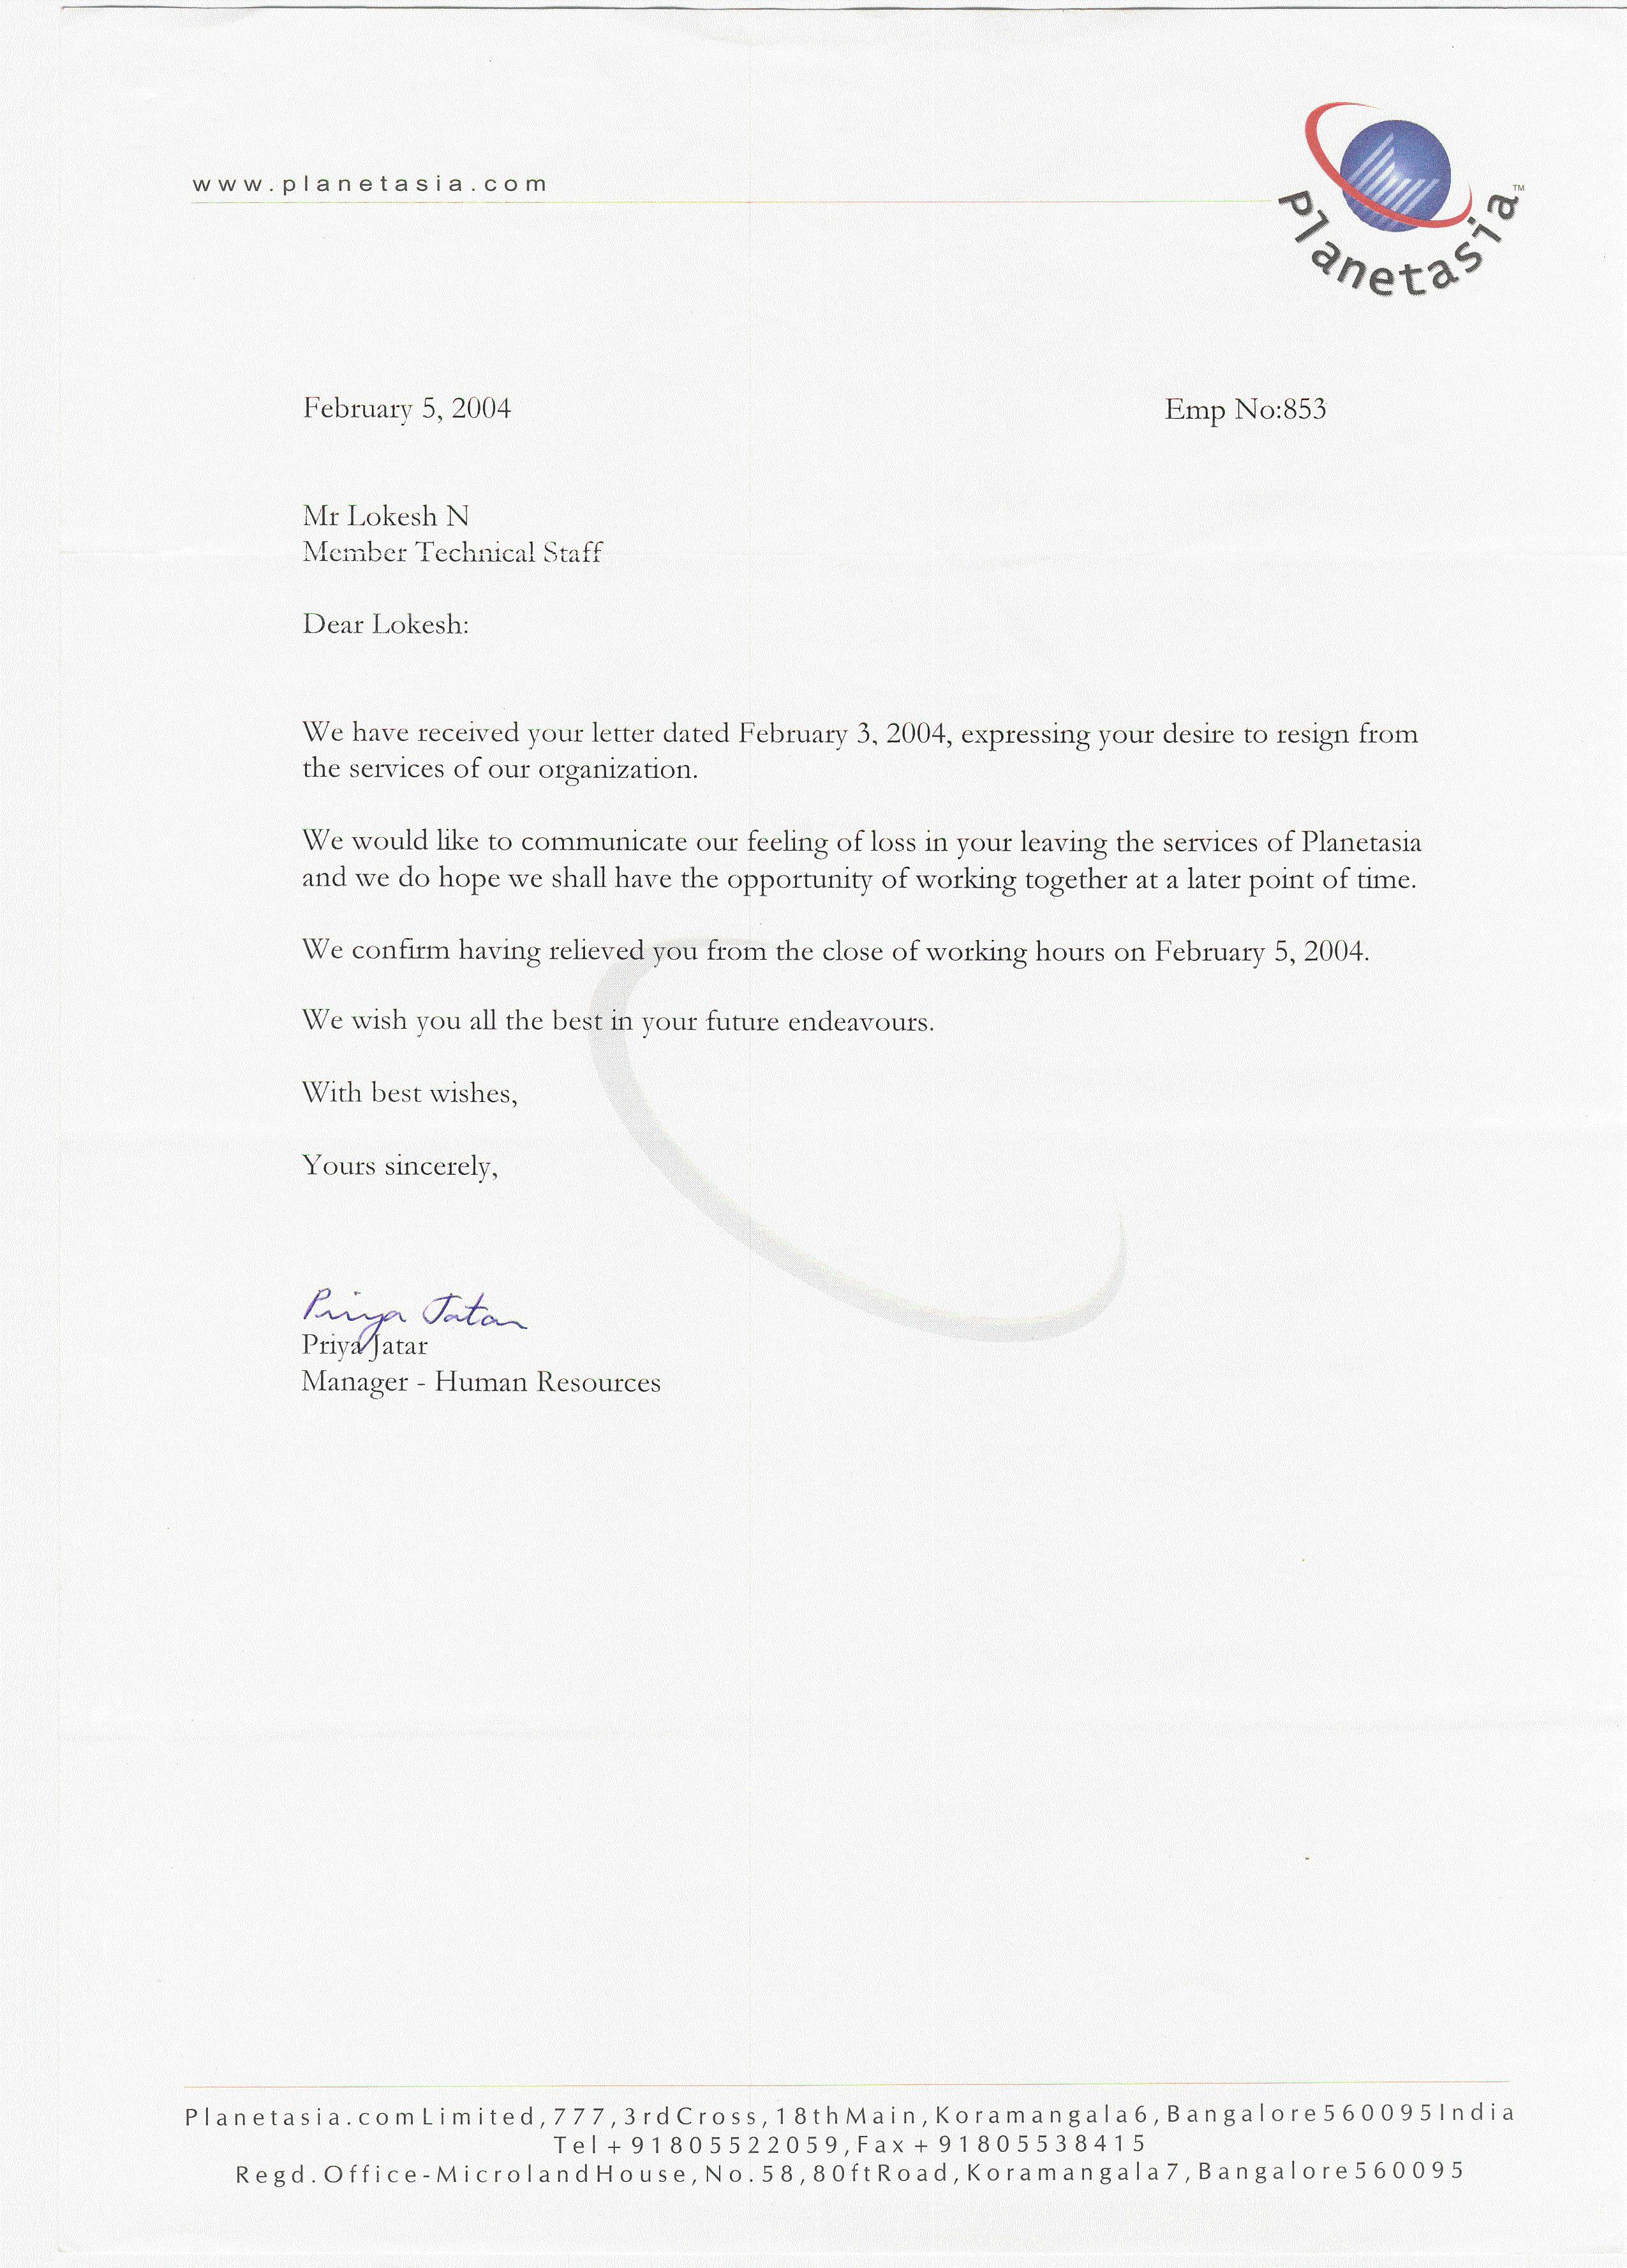 www.planetasia.com
Planetasia™
February 5, 2004 Emp No:853
Mr Lokesh N
Member Technical Staff
Dear Lokesh:
We have received your letter dated February 3, 2004, expressing your desire to resign from
the services of our organization.
We would like to communicate our feeling of loss in your leaving the services of Planetasia
and we do hope we shall have the opportunity of working together at a later point of time.
We confirm having relieved you from the close of working hours on February 5, 2004.
We wish you all the best in your future endeavours.
With best wishes,
Yours sincerely,
Priya Jatar
Priya Jatar
Manager - Human Resources
Planetasia.com Limited, 777, 3rd Cross, 18th Main, Koramangala 6, Bangalore 560095 India
Tel + 91 80 5522059, Fax + 91 80 5538415
Regd. Office - Microland House, No. 58, 80ft Road, Koramangala 7, Bangalore 560095